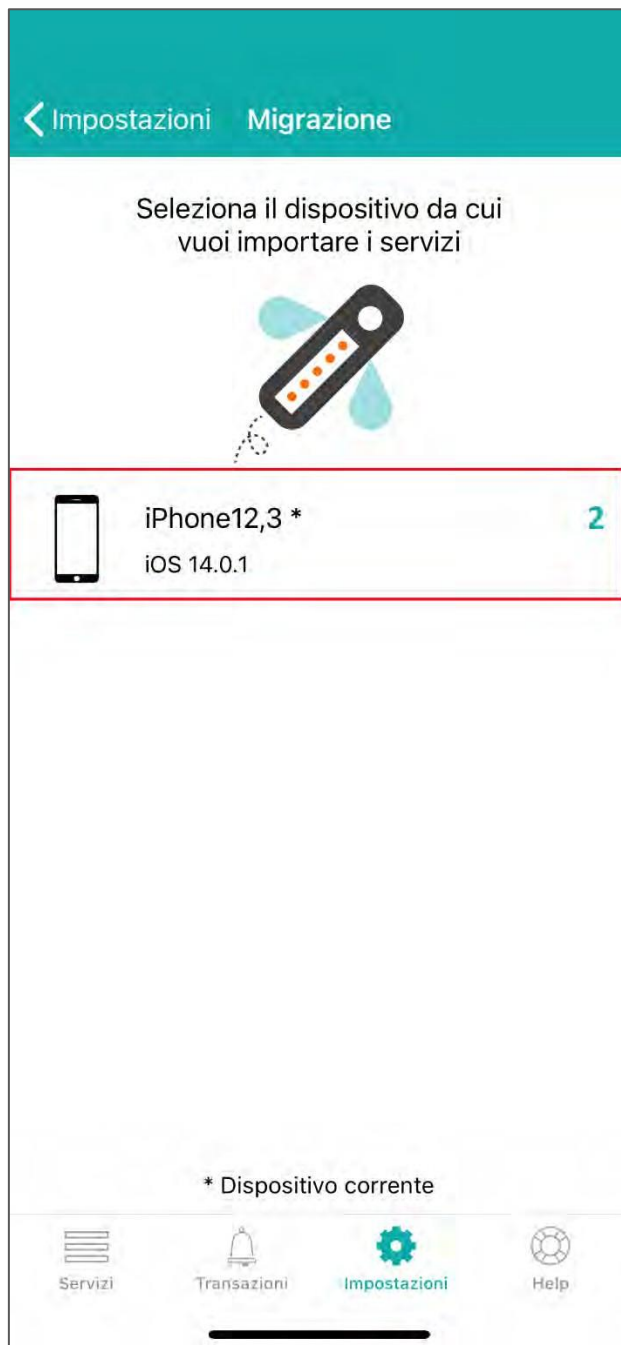 Impostazioni Migrazione
Seleziona il dispositivo da cui
vuoi importare i servizi
iPhone12,3 * 2
iOS 14.0.1
* Dispositivo corrente
Servizi Transazioni Impostazioni Help